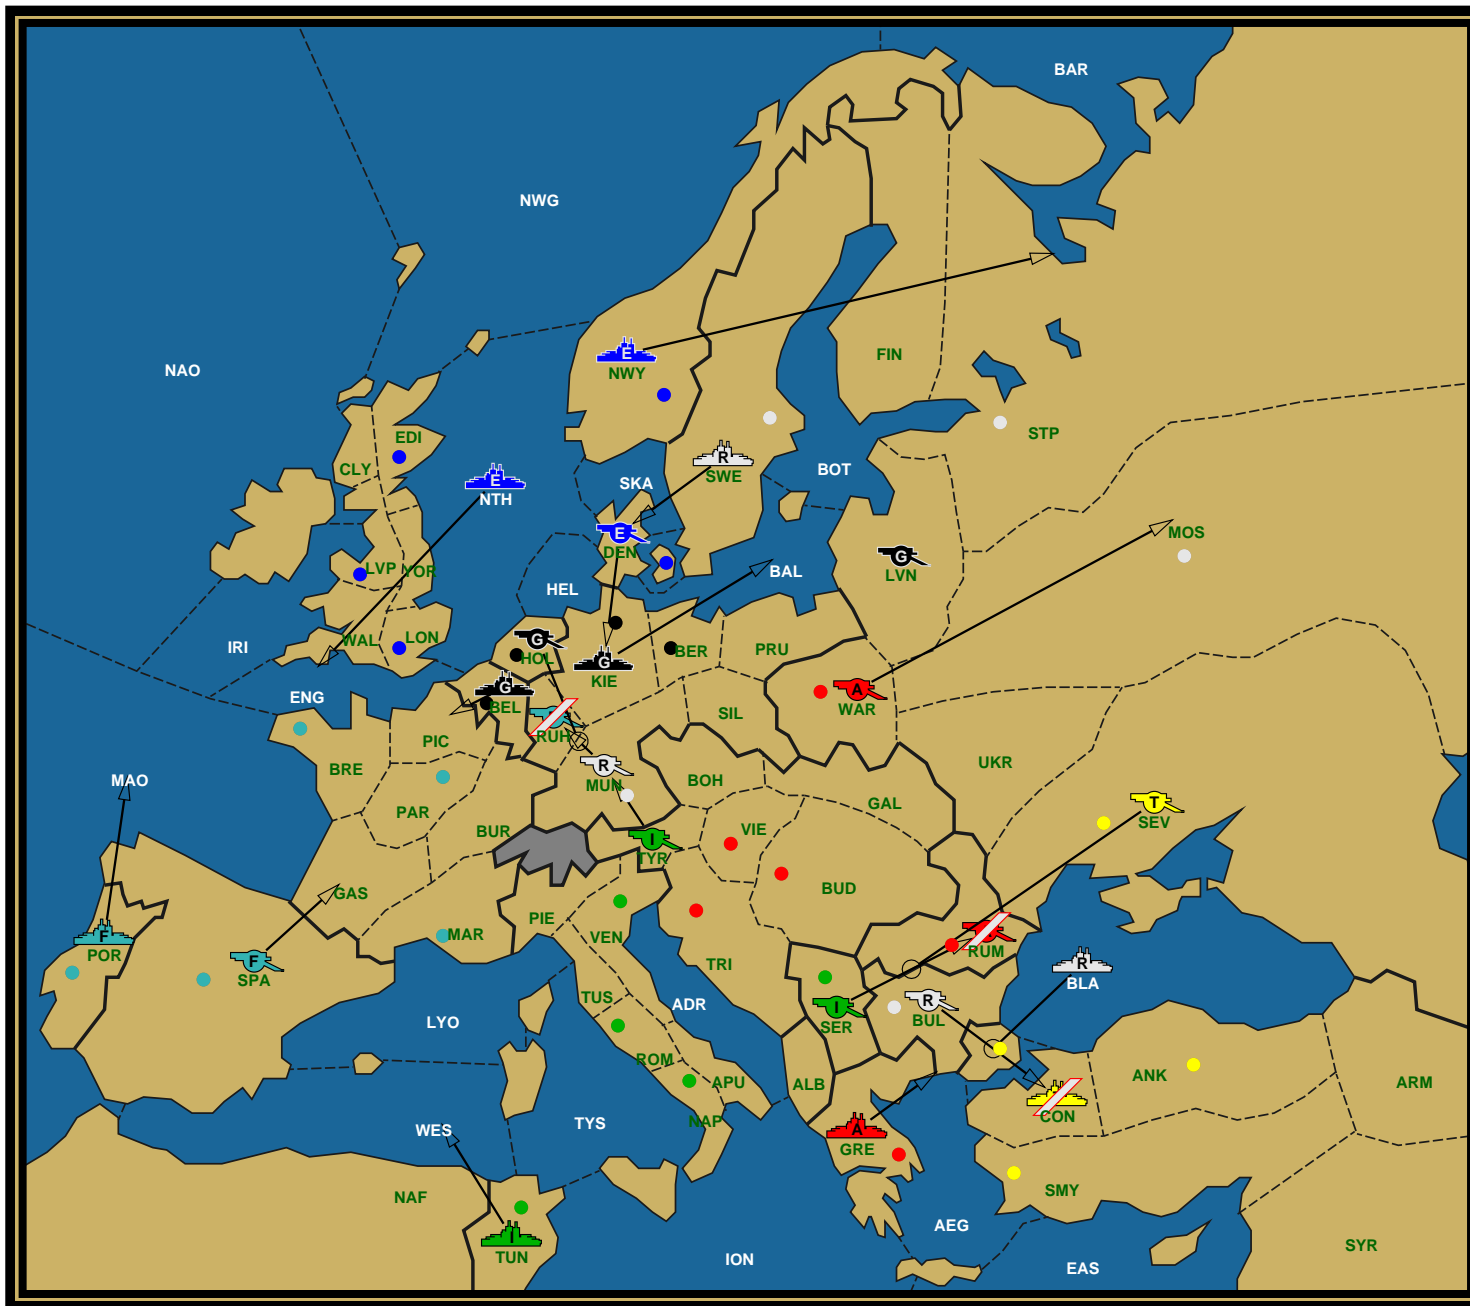 BAR
NWG
NAO
E
NWY
FIN
EDI
STP
CLY
E
NTH
SKA
R
SWE
BOT
E
DEN
MOS
LVP
YOR
HEL
BAL
G
LVN
IRI
WAL
LON
G
HOL
BER
PRU
ENG
G
KIE
G
BEL
SIL
A
WAR
PIC
RUH
R
MUN
BOH
UKR
MAO
BRE
PAR
BUR
GAL
T
SEV
I
TYR
VIE
BUD
GAS
PIE
VEN
MAR
F
POR
F
SPA
TRI
RUM
R
BLA
TUS
ADR
R
BUL
I
SER
LYO
ROM
APU
ALB
ANK
ARM
CON
WES
TYS
NAP
A
GRE
NAF
SMY
I
TUN
AEG
ION
EAS
SYR